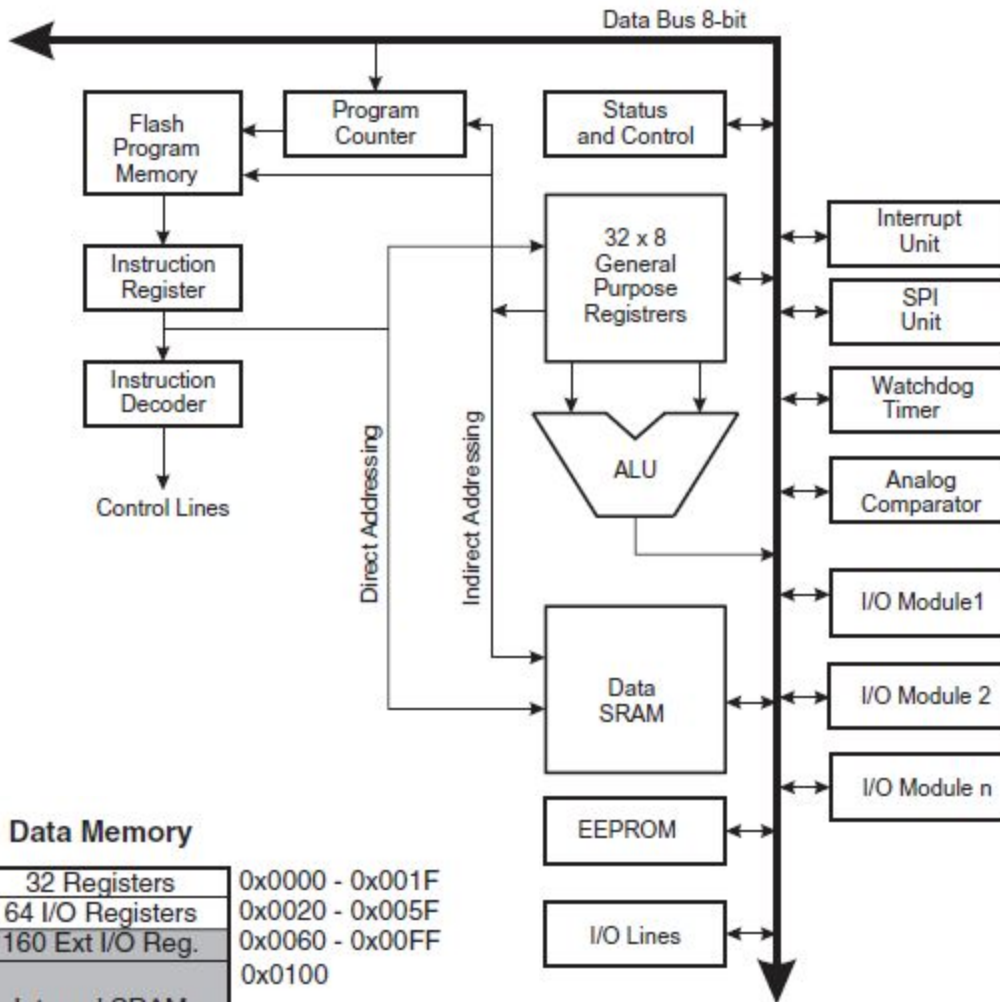 Data Bus 8-bit
Flash
Program
Memory
Program
Counter
Status
and Control
Instruction
Register
32 x 8
General
Purpose
Registrers
Interrupt
Unit
SPI
Unit
Instruction
Decoder
Watchdog
Timer
Control Lines
Direct Addressing
Indirect Addressing
ALU
Analog
Comparator
I/O Module1
Data
SRAM
I/O Module 2
I/O Module n
EEPROM
I/O Lines
Data Memory
32 Registers 0x0000 - 0x001F
64 I/O Registers 0x0020 - 0x005F
160 Ext I/O Reg. 0x0060 - 0x00FF
0x0100